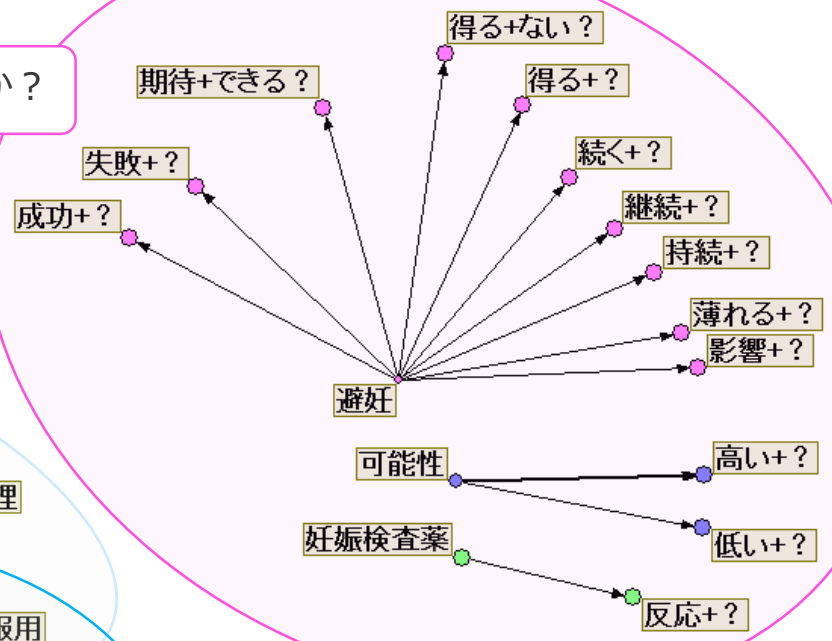 か？
得る+ない？
期待+できる？
得る+？
失敗+？
続く+？
成功+？
継続+？
持続+？
薄れる+？
影響+？
避妊
可能性
高い+？
理
妊娠検査薬
低い+？
反応+？
服用